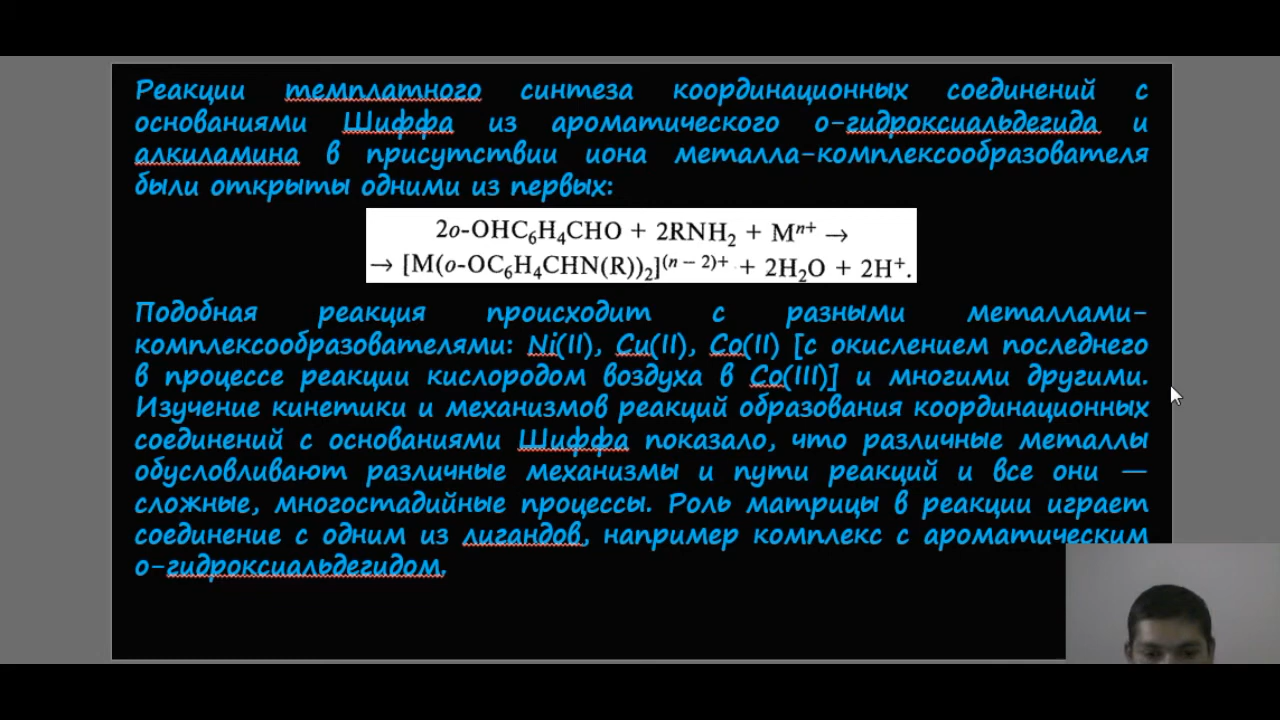 Реакции темплатного синтеза координационных соединений с
основаниями Шиффа из ароматического о-гидроксиальдегида и
алкиламина в присутствии иона металла-комплексообразователя
были открыты одними из первых:
2o-OHC₆H₄CHO + 2RNH₂ + Mⁿ⁺ →
→ [M(o-OC₆H₄CHN(R))₂]⁽ⁿ⁻²⁾⁺ + 2H₂O + 2H⁺.
Подобная реакция происходит с разными металлами-
комплексообразователями: Ni(II), Cu(II), Co(II) [с окислением последнего
в процессе реакции кислородом воздуха в Co(III)] и многими другими.
Изучение кинетики и механизмов реакций образования координационных
соединений с основаниями Шиффа показало, что различные металлы
обусловливают различные механизмы и пути реакций и все они —
сложные, многостадийные процессы. Роль матрицы в реакции играет
соединение с одним из лигандов, например комплекс с ароматическим
о-гидроксиальдегидом.